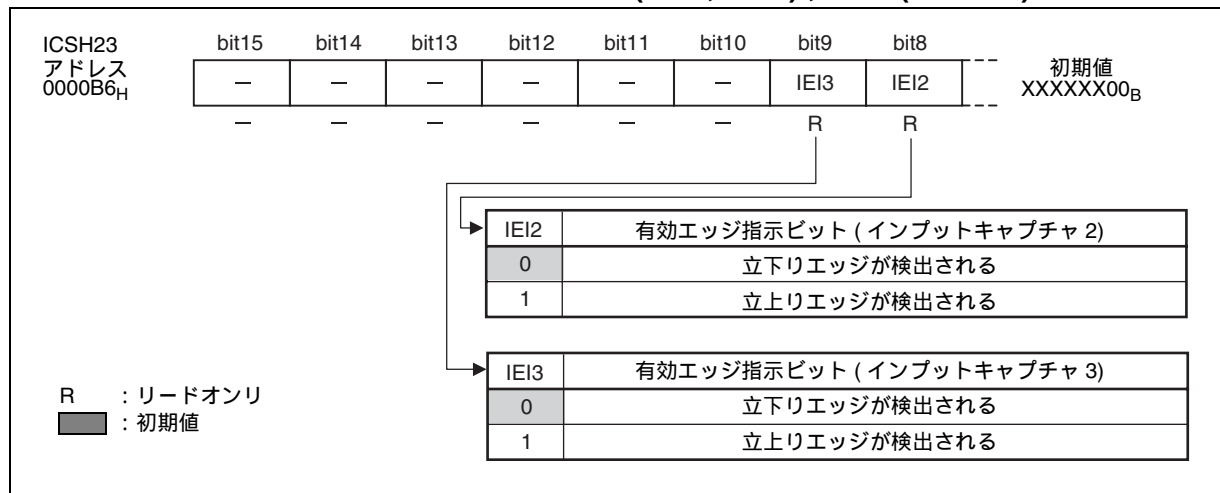 ICSH23 bit15 bit14 bit13 bit12 bit11 bit10 bit9 bit8
アドレス
0000B6H
－ － － － － － IEI3 IEI2
初期値
XXXXXX00B
－ － － － － － R R
IEI2 有効エッジ指示ビット ( インプットキャプチャ 2)
0 立下りエッジが検出される
1 立上りエッジが検出される
IEI3 有効エッジ指示ビット ( インプットキャプチャ 3)
0 立下りエッジが検出される
1 立上りエッジが検出される
R : リードオンリ
: 初期値